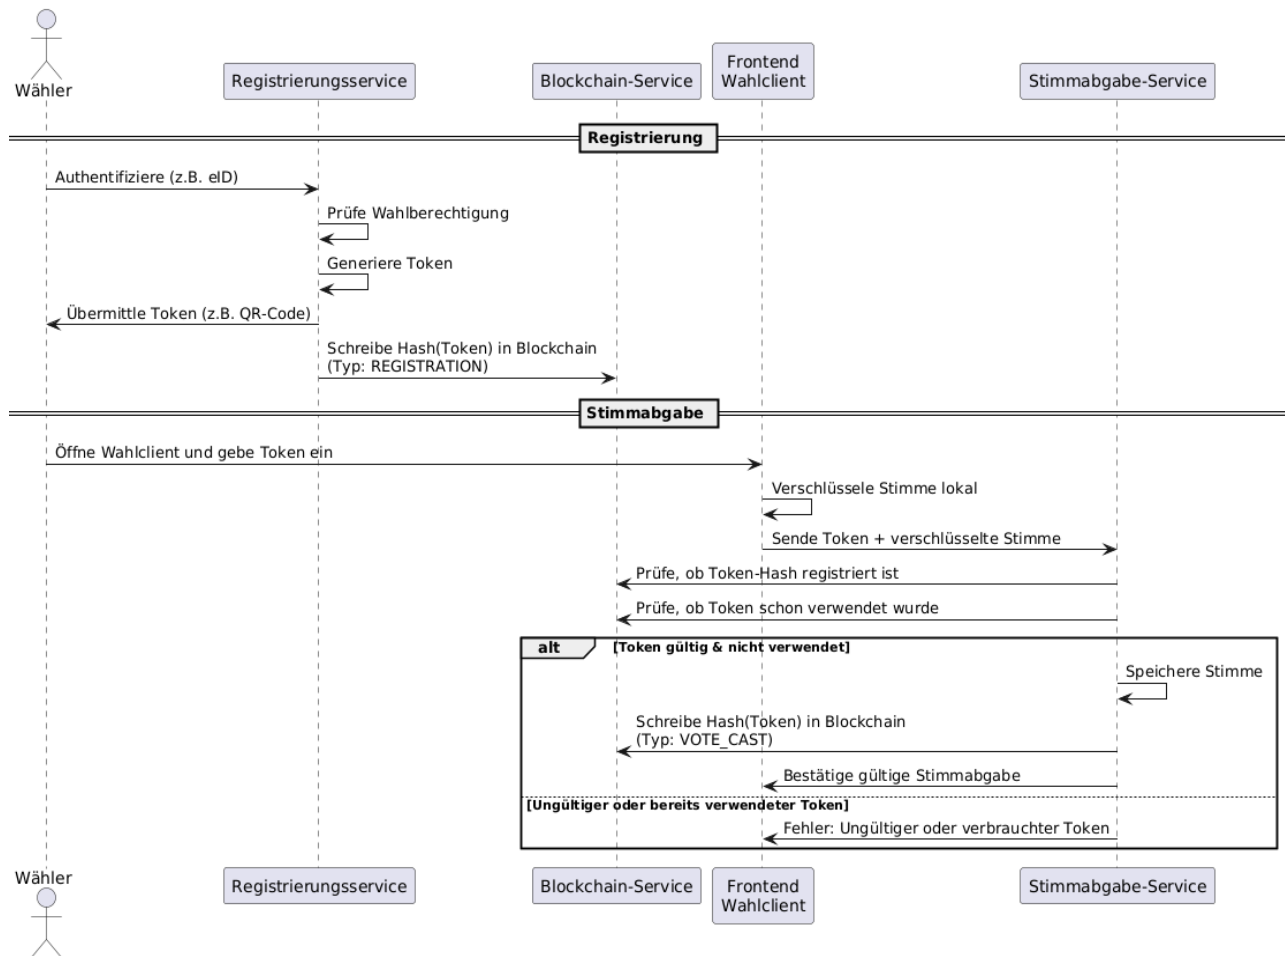 Wähler
Registrierungsservice
Blockchain-Service
Frontend
Wahlclient
Stimmabgabe-Service
Registrierung
Authentifiziere (z.B. eID)
Prüfe Wahlberechtigung
Generiere Token
Übermittle Token (z.B. QR-Code)
Schreibe Hash(Token) in Blockchain
(Typ: REGISTRATION)
Stimmabgabe
Öffne Wahlclient und gebe Token ein
Verschlüssele Stimme lokal
Sende Token + verschlüsselte Stimme
Prüfe, ob Token-Hash registriert ist
Prüfe, ob Token schon verwendet wurde
alt [Token gültig & nicht verwendet]
Speichere Stimme
Schreibe Hash(Token) in Blockchain
(Typ: VOTE_CAST)
Bestätige gültige Stimmabgabe
[Ungültiger oder bereits verwendeter Token]
Fehler: Ungültiger oder verbrauchter Token
Wähler
Registrierungsservice
Blockchain-Service
Frontend
Wahlclient
Stimmabgabe-Service